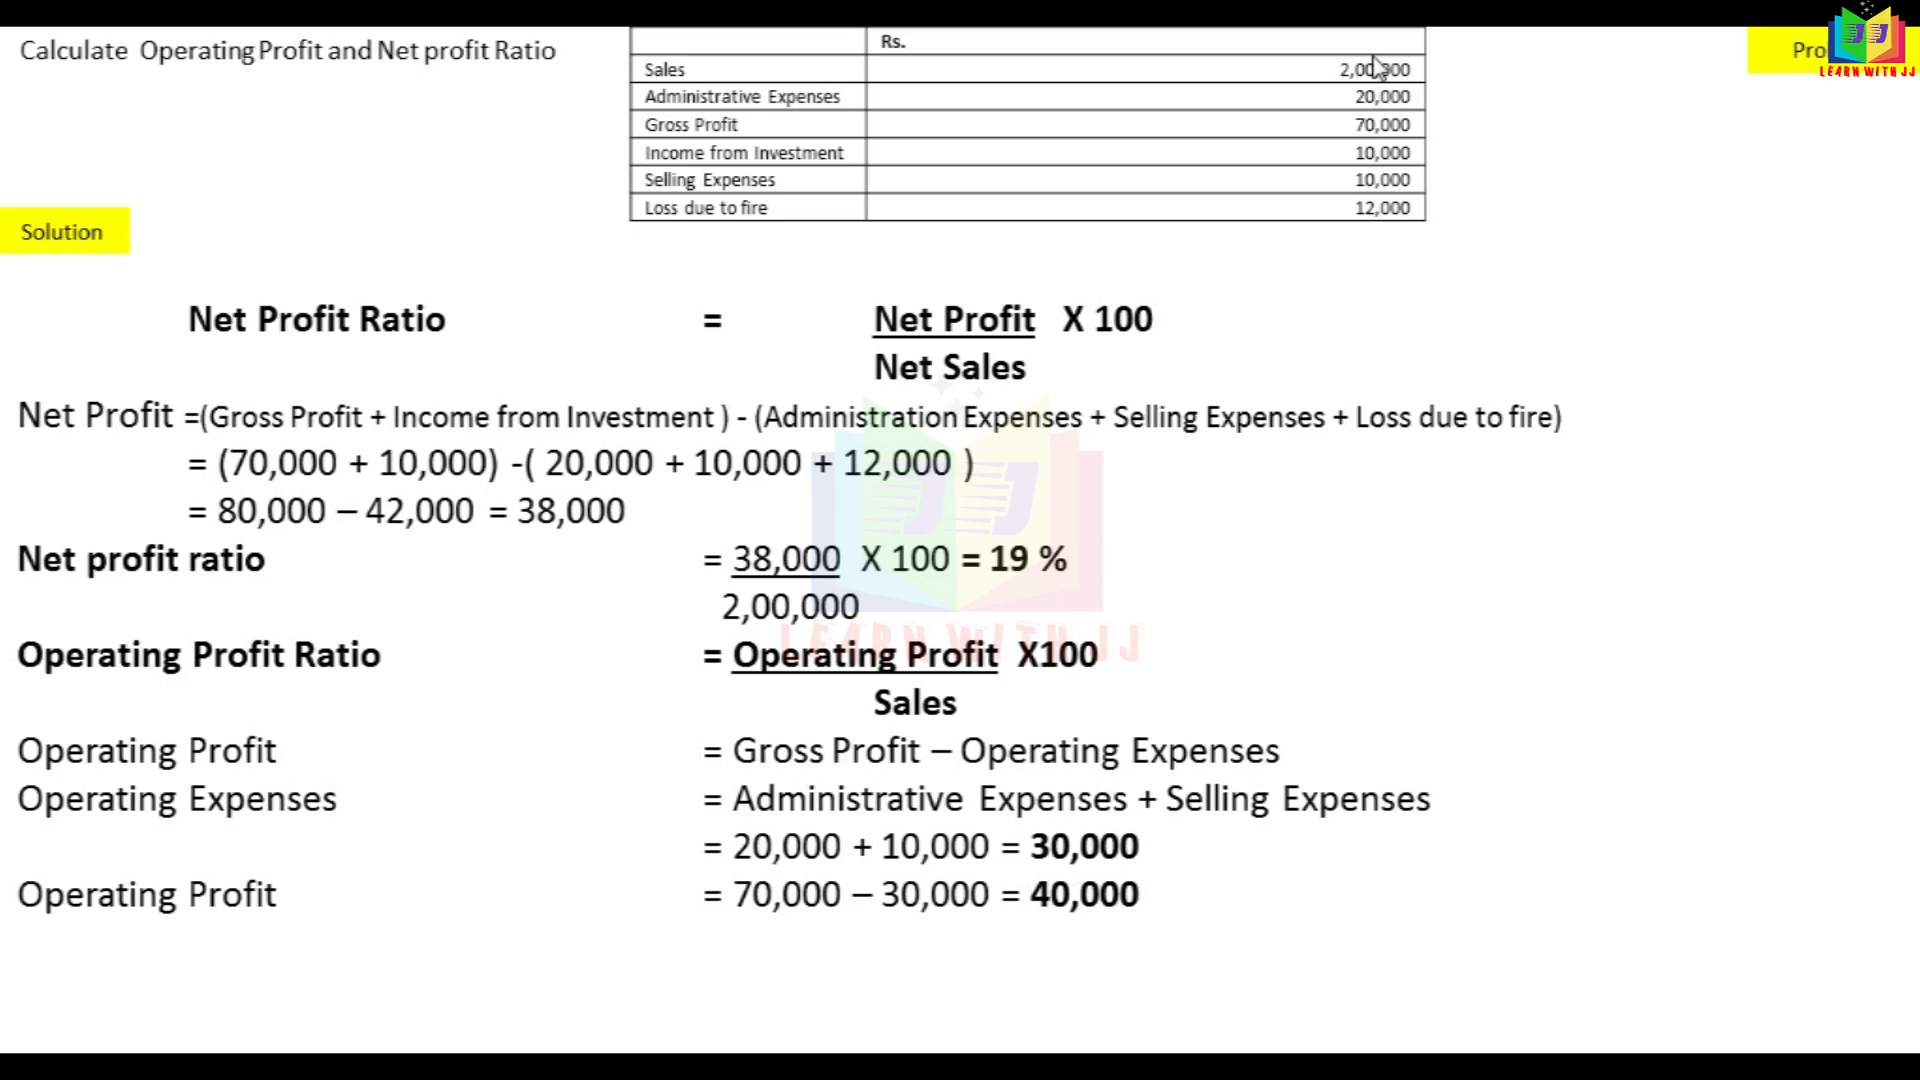 Calculate Operating Profit and Net profit Ratio
Rs.
Sales 2,00,000
Administrative Expenses 20,000
Gross Profit 70,000
Income from Investment 10,000
Selling Expenses 10,000
Loss due to fire 12,000
LEARN WITH JJ
Solution
Net Profit Ratio = Net Profit X 100
Net Sales
Net Profit =(Gross Profit + Income from Investment ) - (Administration Expenses + Selling Expenses + Loss due to fire)
= (70,000 + 10,000) -( 20,000 + 10,000 + 12,000 )
= 80,000 – 42,000 = 38,000
Net profit ratio = 38,000 X 100 = 19 %
2,00,000
LEARN WITH JJ
Operating Profit Ratio = Operating Profit X100
Sales
Operating Profit = Gross Profit – Operating Expenses
Operating Expenses = Administrative Expenses + Selling Expenses
= 20,000 + 10,000 = 30,000
Operating Profit = 70,000 – 30,000 = 40,000